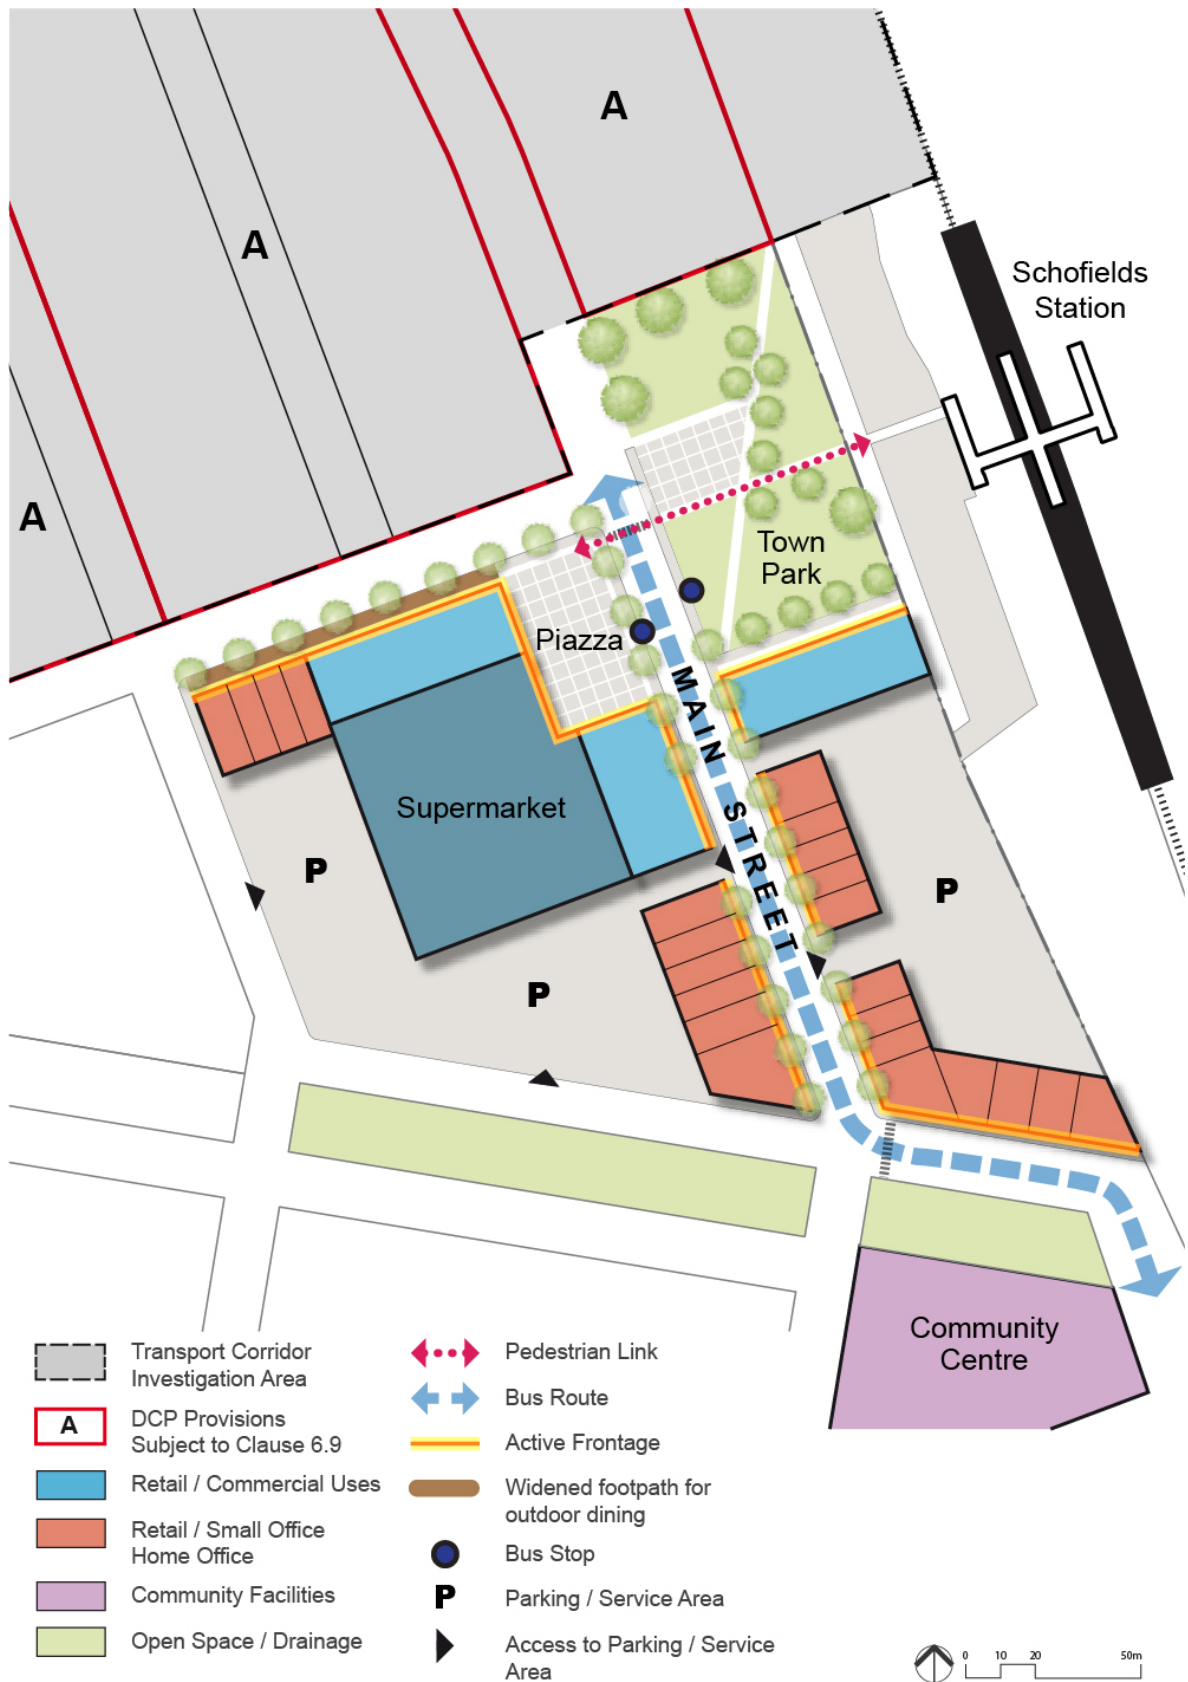 A
A
A
Schofields
Station
Town
Park
Piazza
MAIN STREET
Supermarket
P
P
P
Community
Centre
Transport Corridor
Investigation Area
A
DCP Provisions
Subject to Clause 6.9
Retail / Commercial Uses
Retail / Small Office
Home Office
Community Facilities
Open Space / Drainage
Pedestrian Link
Bus Route
Active Frontage
Widened footpath for
outdoor dining
Bus Stop
P
Parking / Service Area
Access to Parking / Service
Area
0 10 20 50m